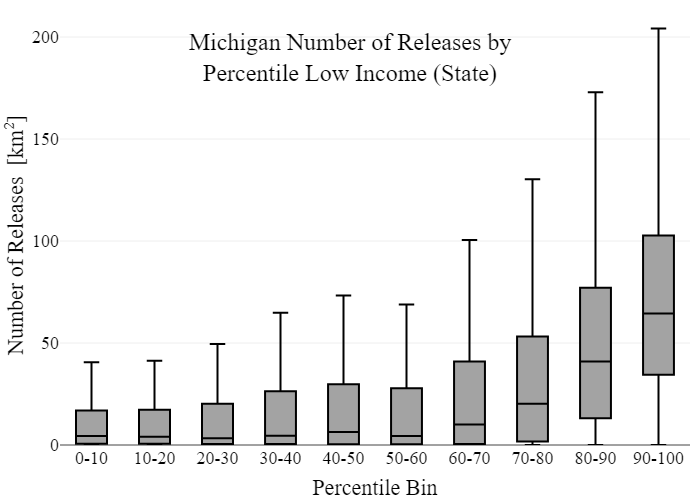 Michigan Number of Releases by
Percentile Low Income (State)
Number of Releases [km²]
200
150
100
50
0
0-10 10-20 20-30 30-40 40-50 50-60 60-70 70-80 80-90 90-100
Percentile Bin